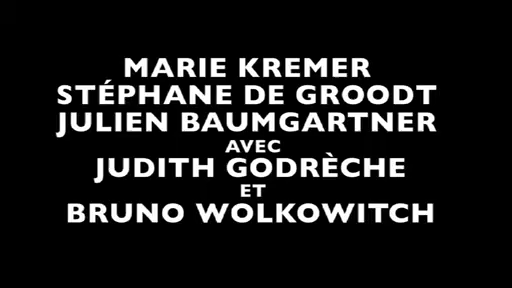 MARIE KREMER
STÉPHANE DE GROODT
JULIEN BAUMGARTNER
AVEC
JUDITH GODRÈCHE
ET
BRUNO WOLKOWITCH